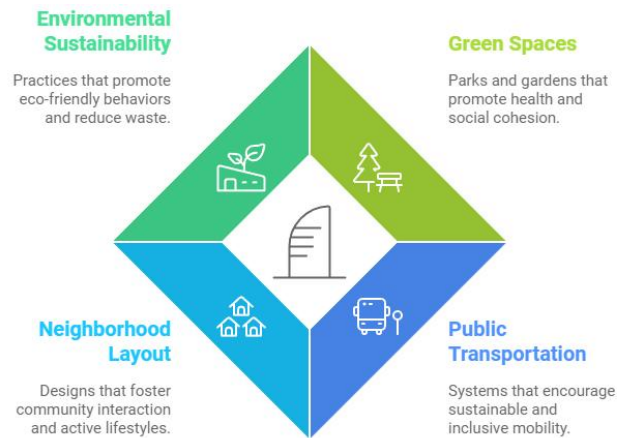 Environmental
Sustainability
Practices that promote
eco-friendly behaviors
and reduce waste.
Green Spaces
Parks and gardens that
promote health and
social cohesion.
Neighborhood
Layout
Designs that foster
community interaction
and active lifestyles.
Public
Transportation
Systems that encourage
sustainable and
inclusive mobility.